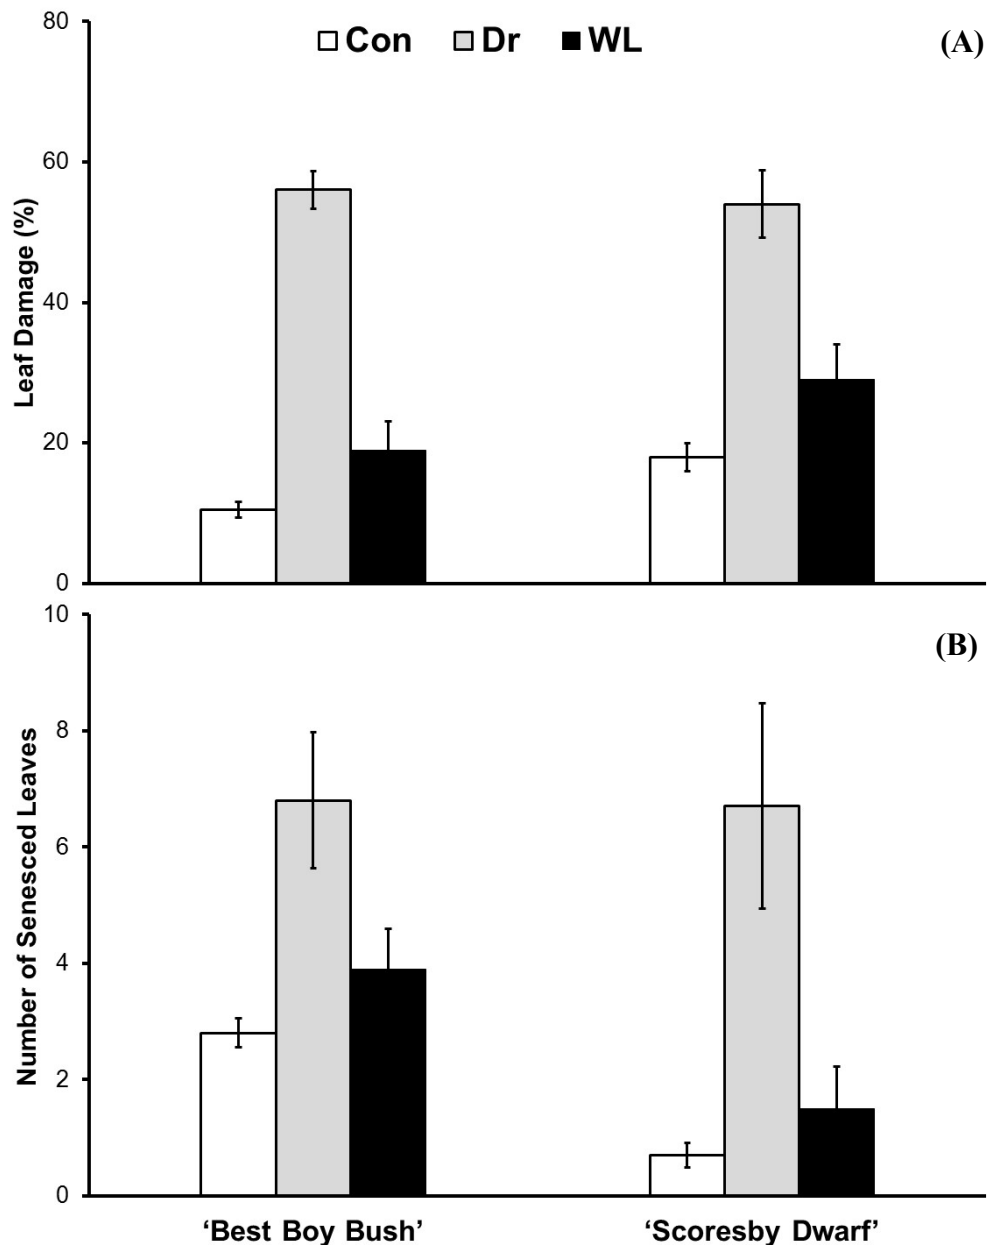 80
Con Dr WL
(A)
60
40
20
0
Leaf Damage (%)
10
(B)
8
6
4
2
0
Number of Senesced Leaves
‘Best Boy Bush’ ‘Scoresby Dwarf’